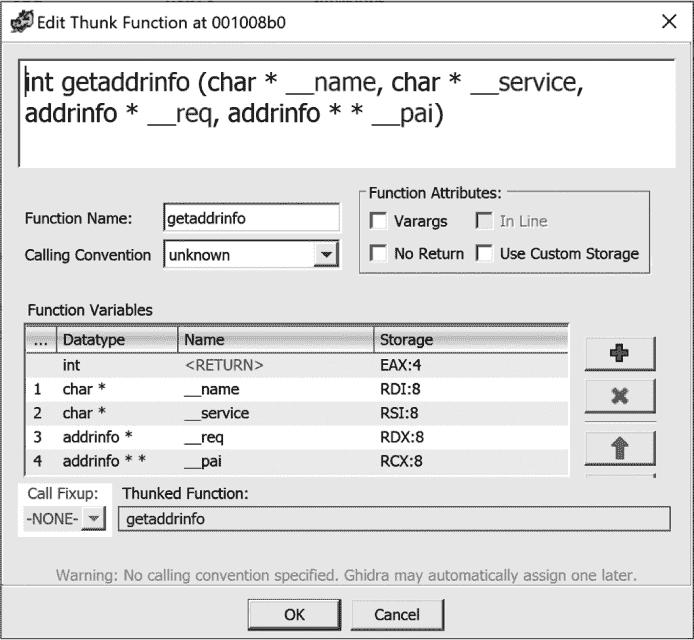 Edit Thunk Function at 001008b0
int getaddrinfo (char * __name, char * __service,
addrinfo * __req, addrinfo * * __pai)
Function Attributes:
Function Name: getaddrinfo
Varargs In Line
Calling Convention unknown
No Return Use Custom Storage
Function Variables
... Datatype Name Storage
int <RETURN> EAX:4
1 char * __name RDI:8
2 char * __service RSI:8
3 addrinfo * __req RDX:8
4 addrinfo * * __pai RCX:8
Call Fixup: Thunked Function:
-NONE- getaddrinfo
Warning: No calling convention specified. Ghidra may automatically assign one later.
OK Cancel